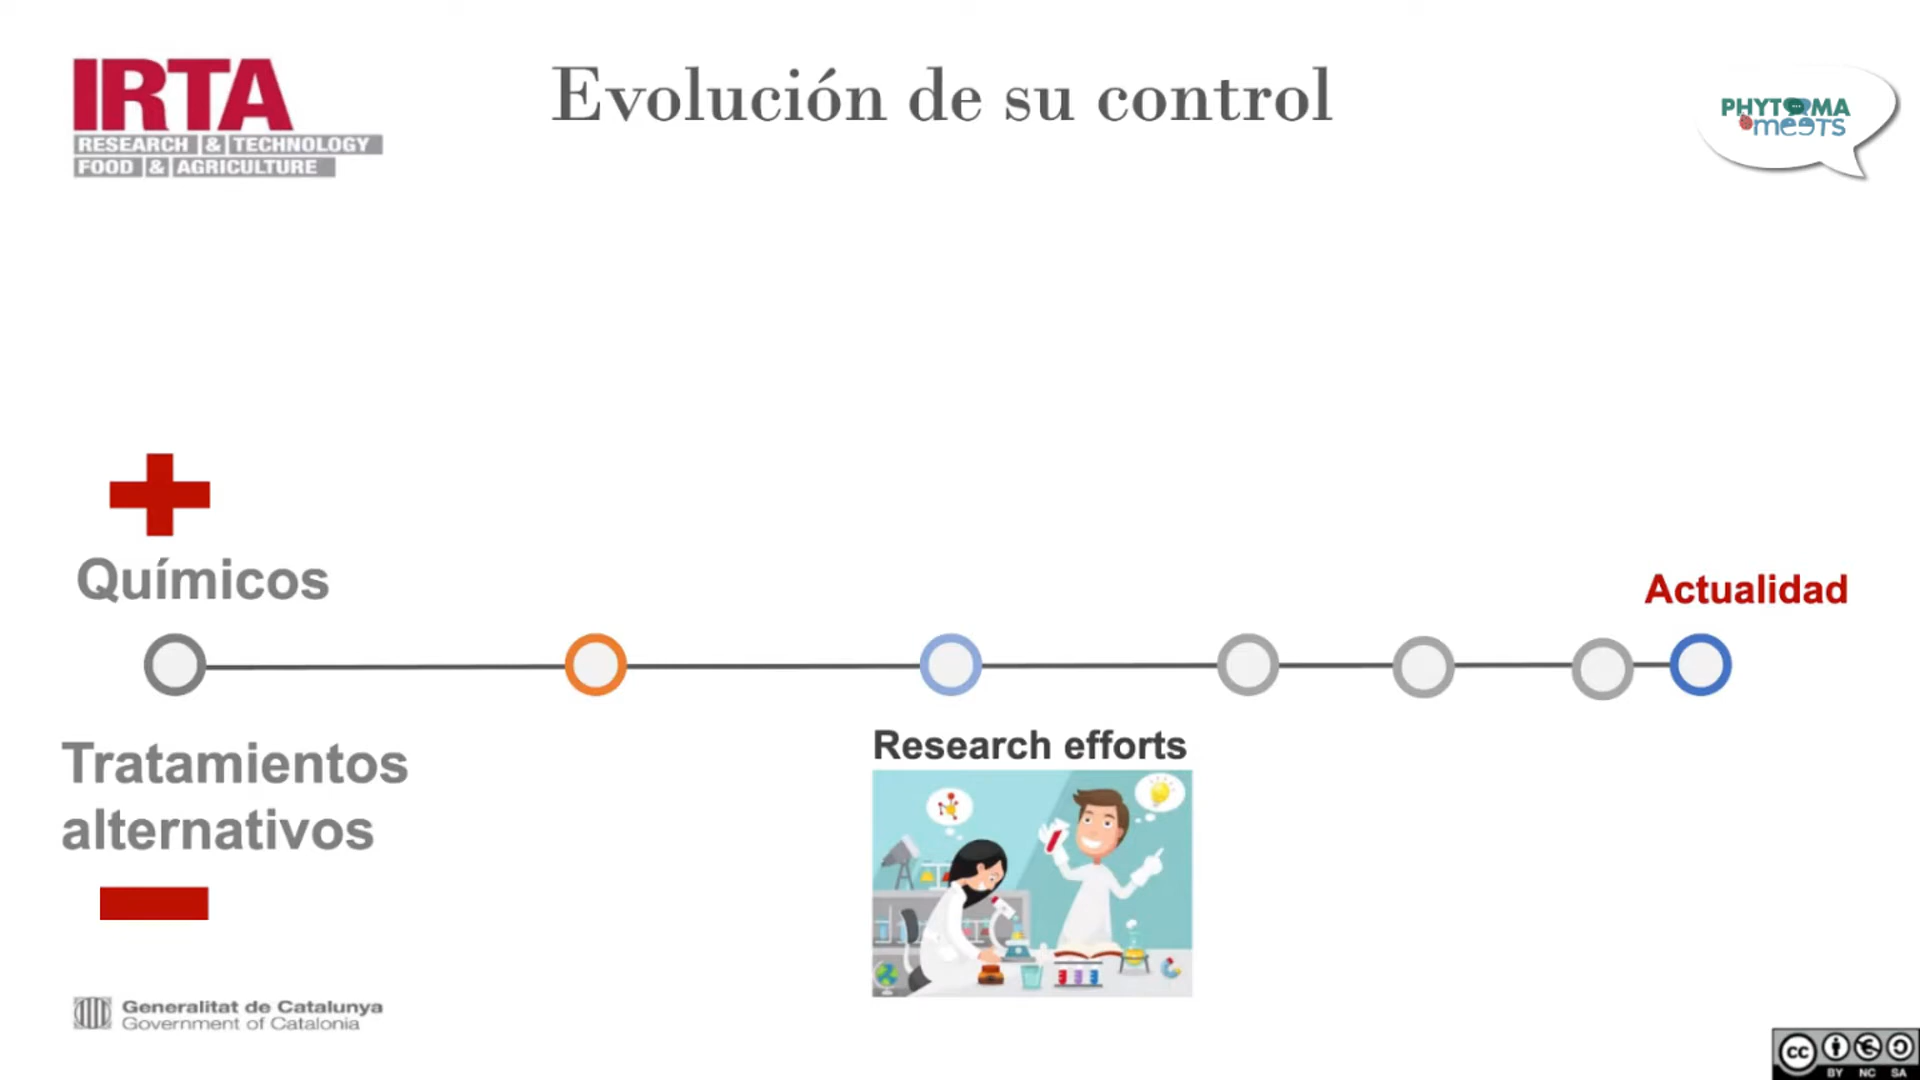 IRTA
RESEARCH & TECHNOLOGY
FOOD & AGRICULTURE
Evolución de su control
PHYTOMA
meeTS
Químicos
Actualidad
Tratamientos
alternativos
Research efforts
Generalitat de Catalunya
Government of Catalonia
cc
BY NC SA